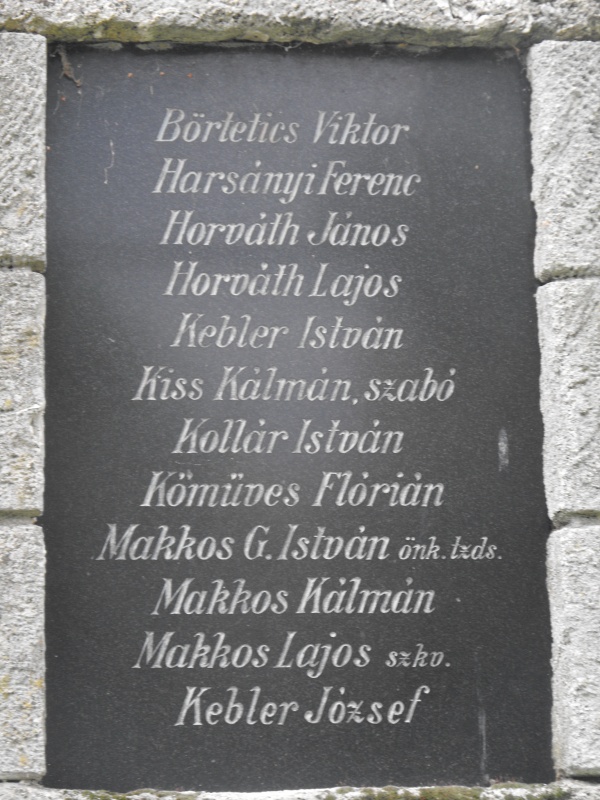 Börtetics Viktor
Harsányi Ferenc
Horváth János
Horváth Lajos
Kebler István
Kiss Kálmán, szabó
Kollár István
Kömüves Flórián
Makkos G. István önk. tzds.
Makkos Kálmán
Makkos Lajos szkv.
Kebler József